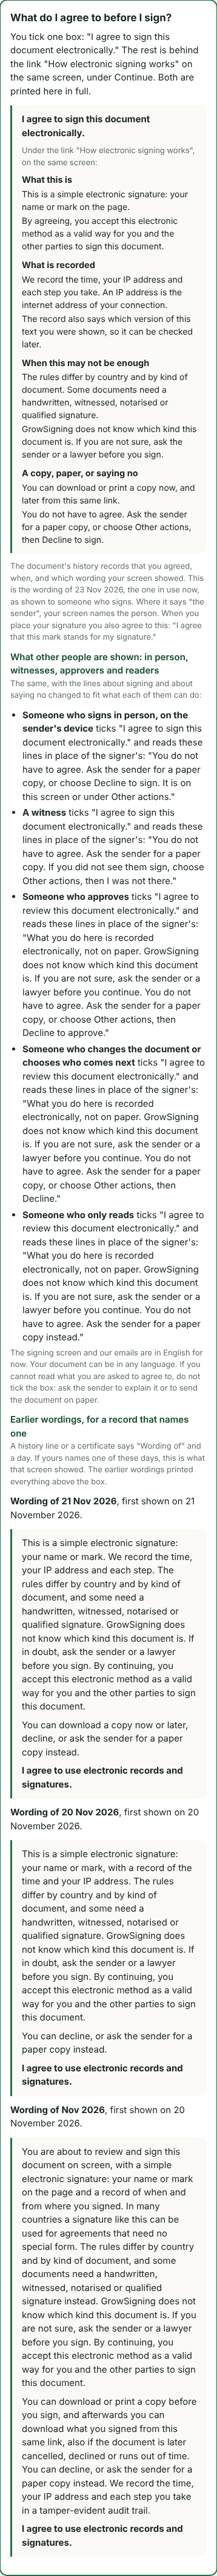 What do I agree to before I sign?
You tick one box: "I agree to sign this
document electronically." The rest is behind
the link "How electronic signing works" on
the same screen, under Continue. Both are
printed here in full.
I agree to sign this document
electronically.
Under the link "How electronic signing works",
on the same screen:
What this is
This is a simple electronic signature: your
name or mark on the page.
By agreeing, you accept this electronic
method as a valid way for you and the
other parties to sign this document.
What is recorded
We record the time, your IP address and
each step you take. An IP address is the
internet address of your connection.
The record also says which version of this
text you were shown, so it can be checked
later.
When this may not be enough
The rules differ by country and by kind of
document. Some documents need a
handwritten, witnessed, notarised or
qualified signature.
GrowSigning does not know which kind this
document is. If you are not sure, ask the
sender or a lawyer before you sign.
A copy, paper, or saying no
You can download or print a copy now, and
later from this same link.
You do not have to agree. Ask the sender
for a paper copy, or choose Other actions,
then Decline to sign.
The document's history records that you agreed,
when, and which wording your screen showed. This
is the wording of 23 Nov 2026, the one in use now,
as shown to someone who signs. Where it says "the
sender", your screen names the person. When you
place your signature you also agree to this: "I agree
that this mark stands for my signature."
What other people are shown: in person,
witnesses, approvers and readers
The same, with the lines about signing and about
saying no changed to fit what each of them can do:
• Someone who signs in person, on the
sender's device ticks "I agree to sign this
document electronically." and reads these
lines in place of the signer's: "You do not
have to agree. Ask the sender for a paper
copy, or choose Decline to sign. It is on
this screen or under Other actions."
• A witness ticks "I agree to sign this
document electronically." and reads these
lines in place of the signer's: "You do not
have to agree. Ask the sender for a paper
copy. If you did not see them sign, choose
Other actions, then I was not there."
• Someone who approves ticks "I agree to
review this document electronically." and
reads these lines in place of the signer's:
"What you do here is recorded
electronically, not on paper. GrowSigning
does not know which kind this document
is. If you are not sure, ask the sender or a
lawyer before you continue. You do not
have to agree. Ask the sender for a paper
copy, or choose Other actions, then
Decline to approve."
• Someone who changes the document or
chooses who comes next ticks "I agree to
review this document electronically." and
reads these lines in place of the signer's:
"What you do here is recorded
electronically, not on paper. GrowSigning
does not know which kind this document
is. If you are not sure, ask the sender or a
lawyer before you continue. You do not
have to agree. Ask the sender for a paper
copy, or choose Other actions, then
Decline."
• Someone who only reads ticks "I agree to
review this document electronically." and
reads these lines in place of the signer's:
"What you do here is recorded
electronically, not on paper. GrowSigning
does not know which kind this document
is. If you are not sure, ask the sender or a
lawyer before you continue. You do not
have to agree. Ask the sender for a paper
copy instead."
The signing screen and our emails are in English for
now. Your document can be in any language. If you
cannot read what you are asked to agree to, do not
tick the box: ask the sender to explain it or to send
the document on paper.
Earlier wordings, for a record that names
one
A history line or a certificate says "Wording of" and
a day. If yours names one of these days, this is what
that screen showed. The earlier wordings printed
everything above the box.
Wording of 21 Nov 2026, first shown on 21
November 2026.
This is a simple electronic signature:
your name or mark. We record the time,
your IP address and each step. The
rules differ by country and by kind of
document, and some need a
handwritten, witnessed, notarised or
qualified signature. GrowSigning does
not know which kind this document is. If
in doubt, ask the sender or a lawyer
before you sign. By continuing, you
accept this electronic method as a valid
way for you and the other parties to sign
this document.
You can download a copy now or later,
decline, or ask the sender for a paper
copy instead.
I agree to use electronic records and
signatures.
Wording of 20 Nov 2026, first shown on 20
November 2026.
This is a simple electronic signature:
your name or mark, with a record of the
time and your IP address. The rules
differ by country and by kind of
document, and some need a
handwritten, witnessed, notarised or
qualified signature. GrowSigning does
not know which kind this document is. If
in doubt, ask the sender or a lawyer
before you sign. By continuing, you
accept this electronic method as a valid
way for you and the other parties to sign
this document.
You can decline, or ask the sender for a
paper copy instead.
I agree to use electronic records and
signatures.
Wording of Nov 2026, first shown on 20
November 2026.
You are about to review and sign this
document on screen, with a simple
electronic signature: your name or mark
on the page and a record of when and
from where you signed. In many
countries a signature like this can be
used for agreements that need no
special form. The rules differ by country
and by kind of document, and some
documents need a handwritten,
witnessed, notarised or qualified
signature instead. GrowSigning does not
know which kind this document is. If you
are not sure, ask the sender or a lawyer
before you sign. By continuing, you
accept this electronic method as a valid
way for you and the other parties to sign
this document.
You can download or print a copy before
you sign, and afterwards you can
download what you signed from this
same link, also if the document is later
cancelled, declined or runs out of time.
You can decline, or ask the sender for a
paper copy instead. We record the time,
your IP address and each step you take
in a tamper-evident audit trail.
I agree to use electronic records and
signatures.